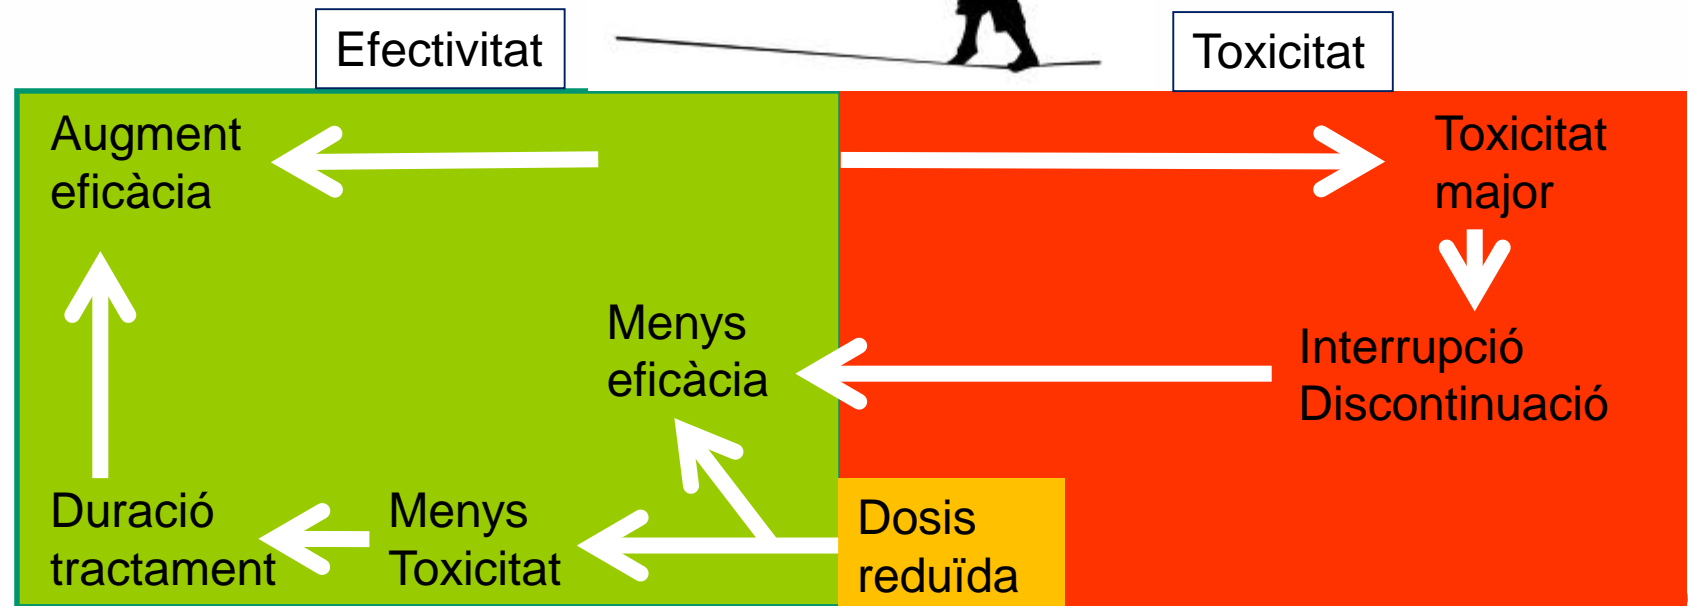 Efectivitat
Toxicitat
Augment
eficàcia
Toxicitat
major
Menys
eficàcia
Interrupció
Discontinuació
Duració
tractament
Menys
Toxicitat
Dosis
reduïda